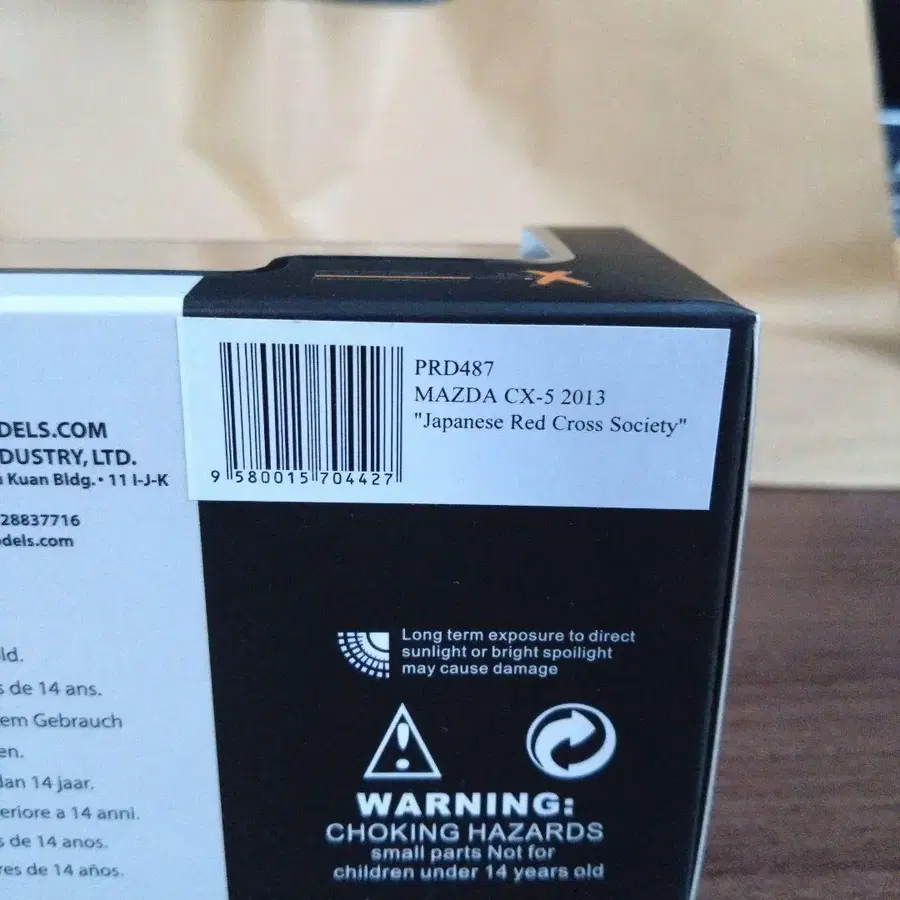 PRD487
MAZDA CX-5 2013
"Japanese Red Cross Society"
9 580015 704427
DELS.COM
DUSTRY, LTD.
Kuan Bldg. • 11 I-J-K
28837716
dels.com
ld.
s de 14 ans.
em Gebrauch
en.
dan 14 jaar.
eriore a 14 anni.
s de 14 anos.
res de 14 años.
Long term exposure to direct
sunlight or bright spoilight
may cause damage
WARNING:
CHOKING HAZARDS
small parts Not for
children under 14 years old